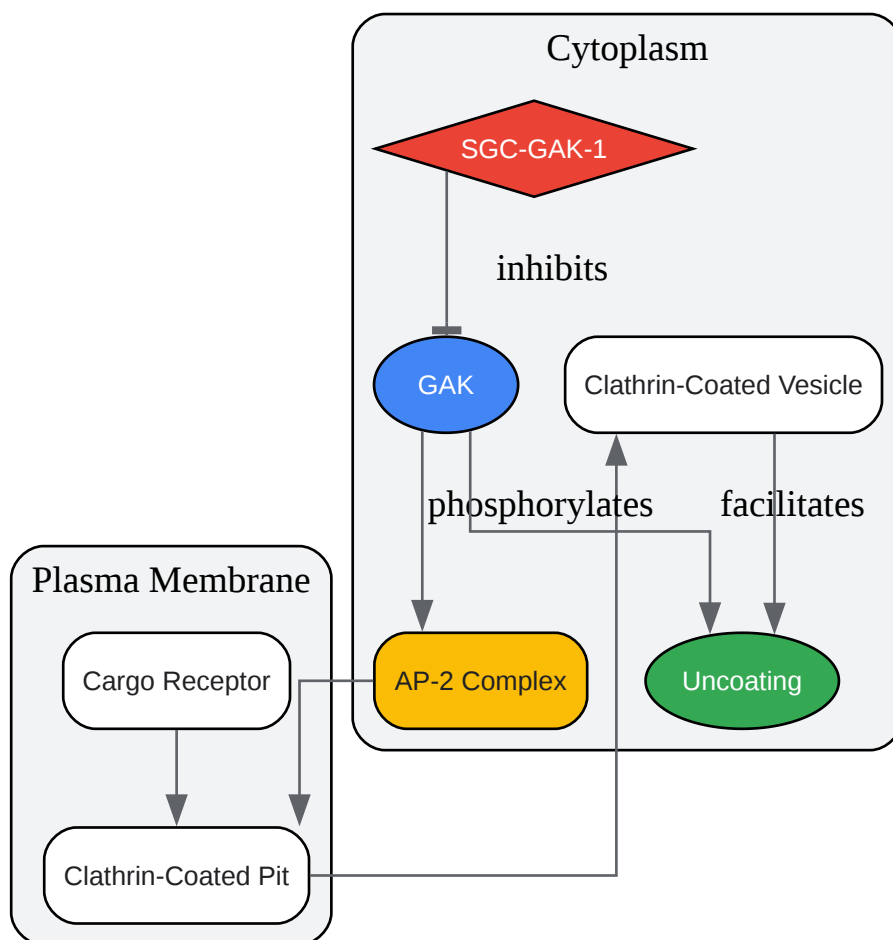 Cytoplasm
SGC-GAK-1
inhibits
GAK
Clathrin-Coated Vesicle
phosphorylates
facilitates
Plasma Membrane
Cargo Receptor
AP-2 Complex
Uncoating
Clathrin-Coated Pit